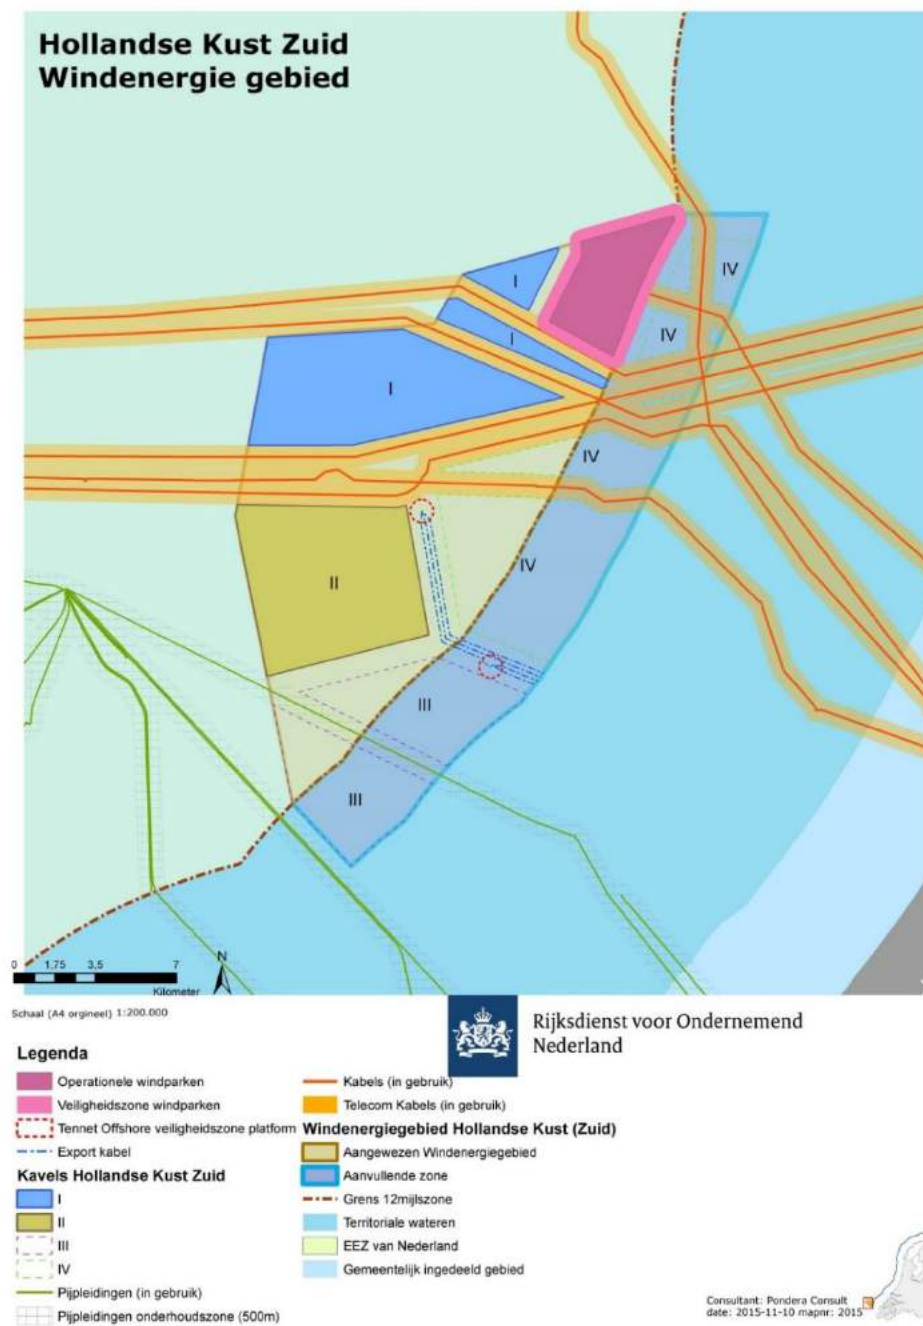 Hollandse Kust Zuid
Windenergie gebied
I
IV
I
IV
I
IV
II
IV
III
III
0 1,75 3,5 7
Kilometer
N
Schaal (A4 orgineel) 1:200.000
Rijksdienst voor Ondernemend
Nederland
Legenda
Operationele windparken
Veiligheidszone windparken
Tennet Offshore veiligheidszone platform
Export kabel
Kavels Hollandse Kust Zuid
I
II
III
IV
Pijpleidingen (in gebruik)
Pijpleidingen onderhoudszone (500m)
Kabels (in gebruik)
Telecom Kabels (in gebruik)
Windenergiegebied Hollandse Kust (Zuid)
Aangewezen Windenergiegebied
Aanvullende zone
Grens 12mijlszone
Territoriale wateren
EEZ van Nederland
Gemeentelijk ingedeeld gebied
Consultant: Pondera Consult
date: 2015-11-10 mapnr: 2015